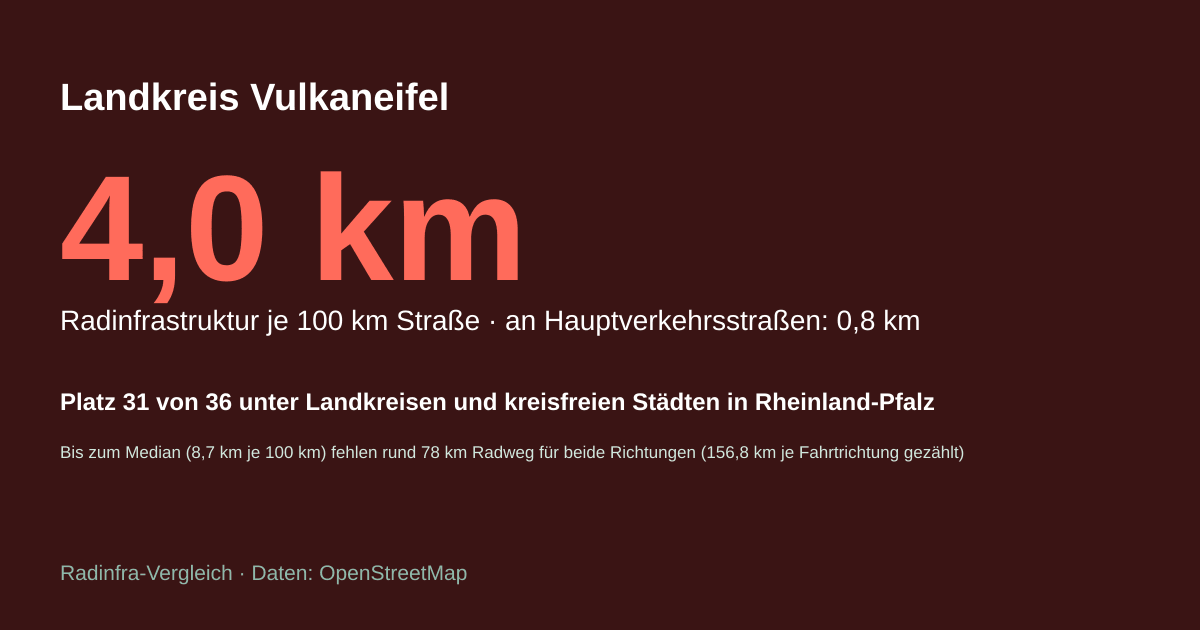 Landkreis Vulkaneifel
4,0 km
Radinfrastruktur je 100 km Straße · an Hauptverkehrsstraßen: 0,8 km
Platz 31 von 36 unter Landkreisen und kreisfreien Städten in Rheinland-Pfalz
Bis zum Median (8,7 km je 100 km) fehlen rund 78 km Radweg für beide Richtungen (156,8 km je Fahrtrichtung gezählt)
Radinfra-Vergleich · Daten: OpenStreetMap